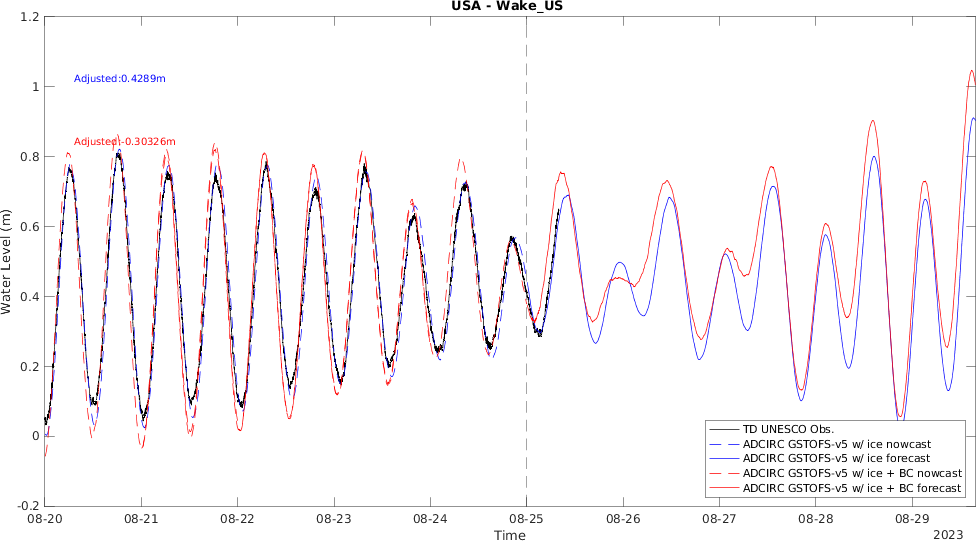 USA - Wake_US
1.2
1
0.8
0.6
0.4
0.2
0
-0.2
Water Level (m)
Adjusted:0.4289m
Adjusted:-0.30326m
TD UNESCO Obs.
ADCIRC GSTOFS-v5 w/ ice nowcast
ADCIRC GSTOFS-v5 w/ ice forecast
ADCIRC GSTOFS-v5 w/ ice + BC nowcast
ADCIRC GSTOFS-v5 w/ ice + BC forecast
08-20 08-21 08-22 08-23 08-24 08-25 08-26 08-27 08-28 08-29
Time
2023